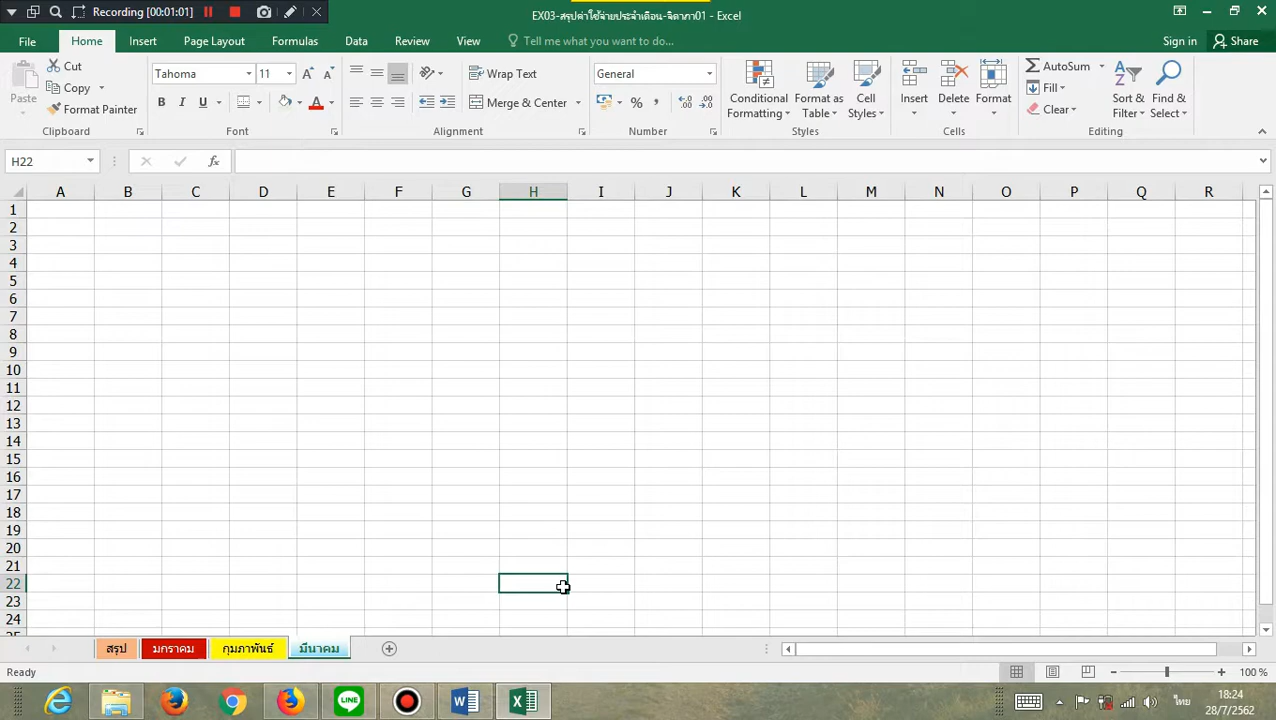 Recording [00:01:01]
EX03-สรุปค่าใช้จ่ายประจำเดือน-จิดาภา01 - Excel
File Home Insert Page Layout Formulas Data Review View Tell me what you want to do... Sign in Share
Paste Cut Copy Format Painter
Clipboard
Tahoma 11
B I U A
Font
Wrap Text
Merge & Center
Alignment
General
%
Number
Conditional Formatting Format as Table Cell Styles
Styles
Insert Delete Format
Cells
AutoSum Fill Clear Sort & Filter Find & Select
Editing
H22 fx
A B C D E F G H I J K L M N O P Q R
1
2
3
4
5
6
7
8
9
10
11
12
13
14
15
16
17
18
19
20
21
22
23
24
สรุป มกราคม กุมภาพันธ์ มีนาคม
Ready 100 %
LINE ไทย 18:24
28/7/2562